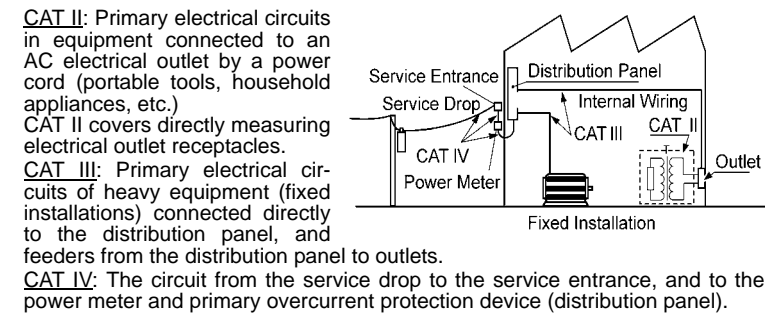 CAT II: Primary electrical circuits
in equipment connected to an
AC electrical outlet by a power
cord (portable tools, household
appliances, etc.)
CAT II covers directly measuring
electrical outlet receptacles.
CAT III: Primary electrical cir-
cuits of heavy equipment (fixed
installations) connected directly
to the distribution panel, and
feeders from the distribution panel to outlets.
CAT IV: The circuit from the service drop to the service entrance, and to the
power meter and primary overcurrent protection device (distribution panel).
Service Entrance
Distribution Panel
Service Drop
Internal Wiring
CAT III
CAT II
CAT IV
Outlet
Power Meter
T
Fixed Installation